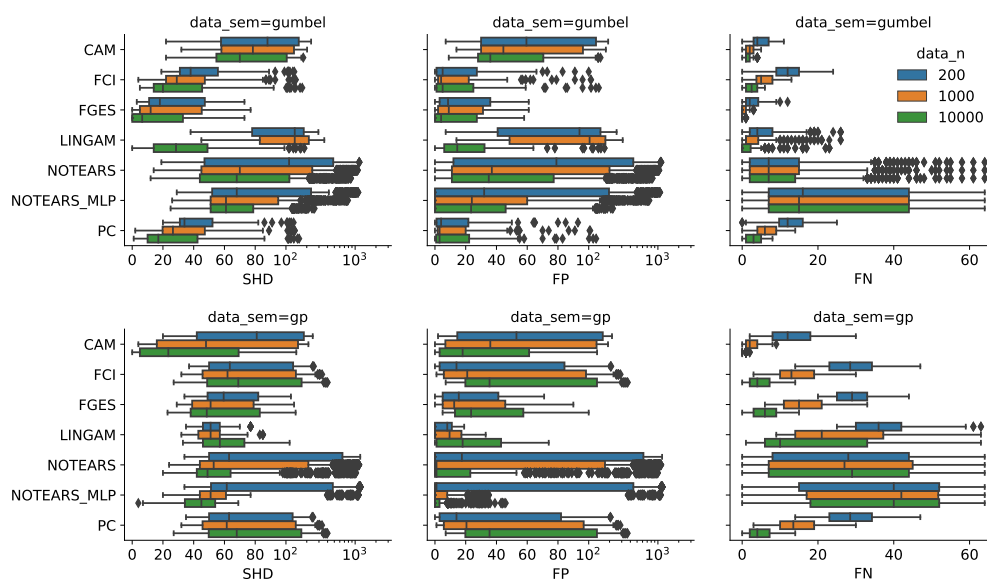 data_sem=gumbel data_sem=gumbel data_sem=gumbel
CAM
FCI
FGES
LINGAM
NOTEARS
NOTEARS_MLP
PC
data_n
200
1000
10000
0 20 40 60 80 10² 10³ 0 20 40 60 80 10² 10³ 0 20 40 60
SHD FP FN
data_sem=gp data_sem=gp data_sem=gp
CAM
FCI
FGES
LINGAM
NOTEARS
NOTEARS_MLP
PC
0 20 40 60 80 10² 10³ 0 20 40 60 80 10² 10³ 0 20 40 60
SHD FP FN